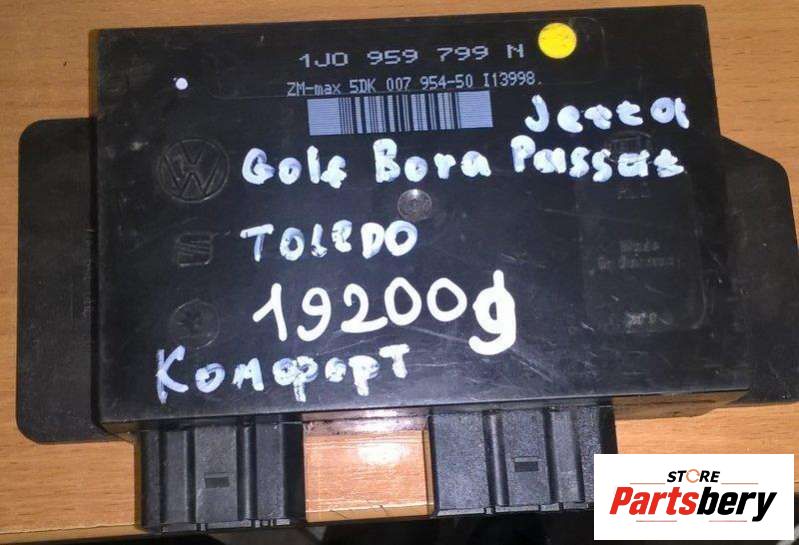 1J0 959 799 N
ZM-max 5DK 007 954-50 I13998.
Jetta
Golf Bora Passat
TOLEDO
19200g
Комфорт
STORE
Partsbery